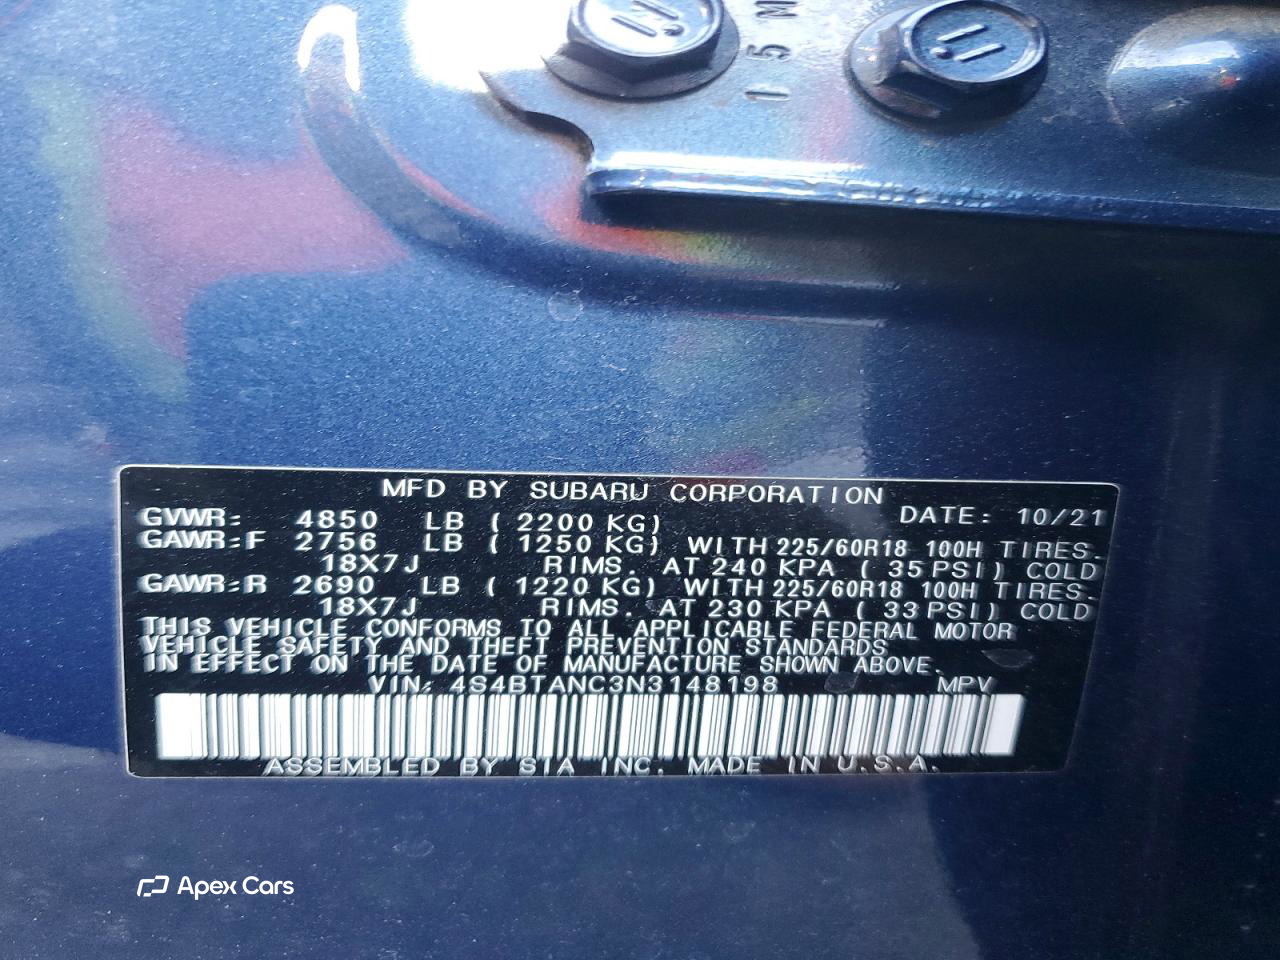 15M
MFD BY SUBARU CORPORATION
GVWR: 4850 LB ( 2200 KG) DATE: 10/21
GAWR:F 2756 LB ( 1250 KG) WITH 225/60R18 100H TIRES.
18X7J RIMS. AT 240 KPA ( 35 PSI) COLD
GAWR:R 2690 LB ( 1220 KG) WITH 225/60R18 100H TIRES.
18X7J RIMS. AT 230 KPA ( 33 PSI) COLD
THIS VEHICLE CONFORMS TO ALL APPLICABLE FEDERAL MOTOR
VEHICLE SAFETY AND THEFT PREVENTION STANDARDS
IN EFFECT ON THE DATE OF MANUFACTURE SHOWN ABOVE.
VIN: 4S4BTANC3N3148198 MPV
ASSEMBLED BY SIA INC. MADE IN U.S.A.
Apex Cars